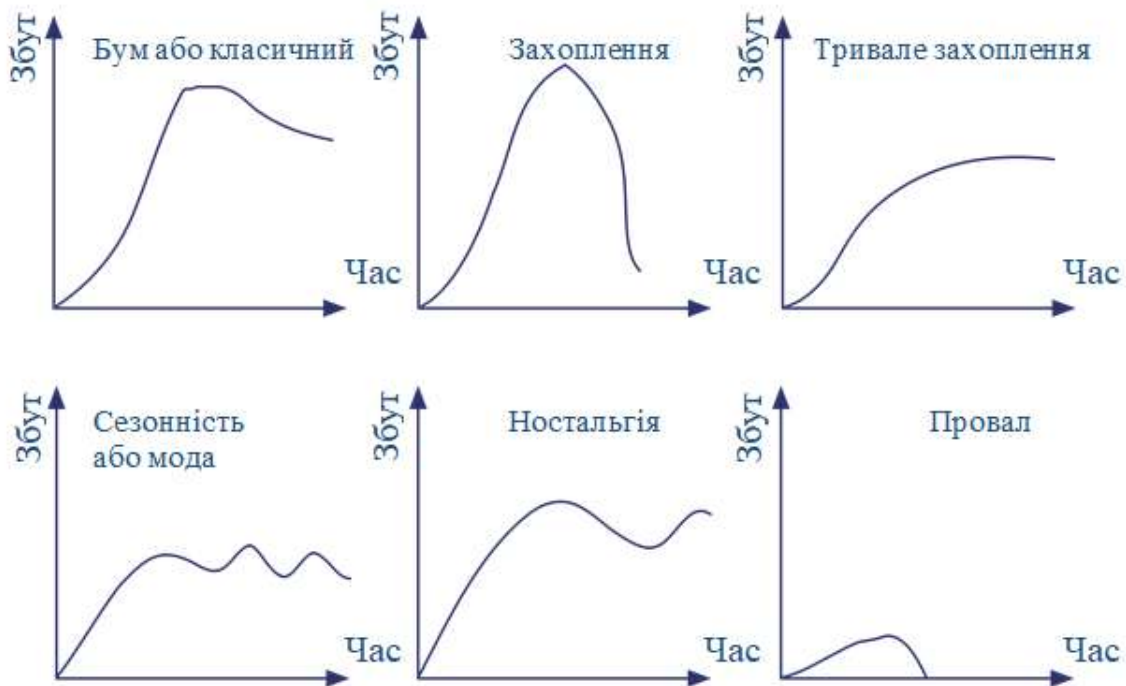 Збут
Бум або класичний
Час
Збут
Захоплення
Час
Збут
Тривале захоплення
Час
Збут
Сезонність
або мода
Час
Збут
Ностальгія
Час
Збут
Провал
Час